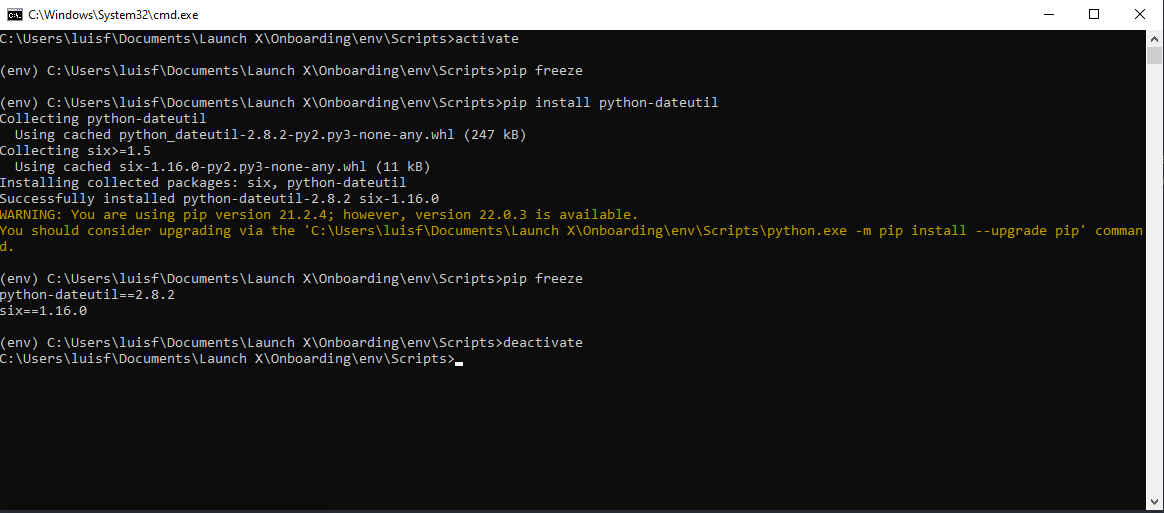 C:\Windows\System32\cmd.exe
C:\Users\luisf\Documents\Launch X\Onboarding\env\Scripts>activate
(env) C:\Users\luisf\Documents\Launch X\Onboarding\env\Scripts>pip freeze
(env) C:\Users\luisf\Documents\Launch X\Onboarding\env\Scripts>pip install python-dateutil
Collecting python-dateutil
  Using cached python_dateutil-2.8.2-py2.py3-none-any.whl (247 kB)
Collecting six>=1.5
  Using cached six-1.16.0-py2.py3-none-any.whl (11 kB)
Installing collected packages: six, python-dateutil
Successfully installed python-dateutil-2.8.2 six-1.16.0
WARNING: You are using pip version 21.2.4; however, version 22.0.3 is available.
You should consider upgrading via the 'C:\Users\luisf\Documents\Launch X\Onboarding\env\Scripts\python.exe -m pip install --upgrade pip' comman
d.
(env) C:\Users\luisf\Documents\Launch X\Onboarding\env\Scripts>pip freeze
python-dateutil==2.8.2
six==1.16.0
(env) C:\Users\luisf\Documents\Launch X\Onboarding\env\Scripts>deactivate
C:\Users\luisf\Documents\Launch X\Onboarding\env\Scripts>